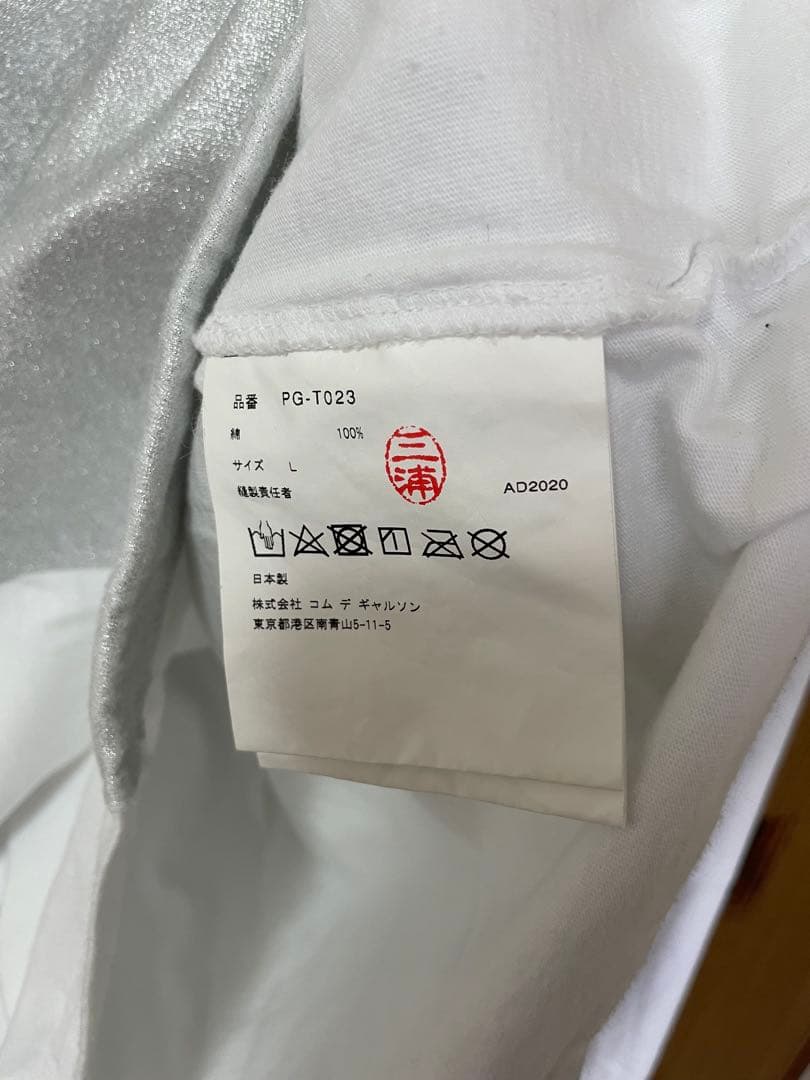 品番 PG-T023
綿 100%
サイズ L
縫製責任者 三浦 AD2020
日本製
株式会社 コム デ ギャルソン
東京都港区南青山5-11-5